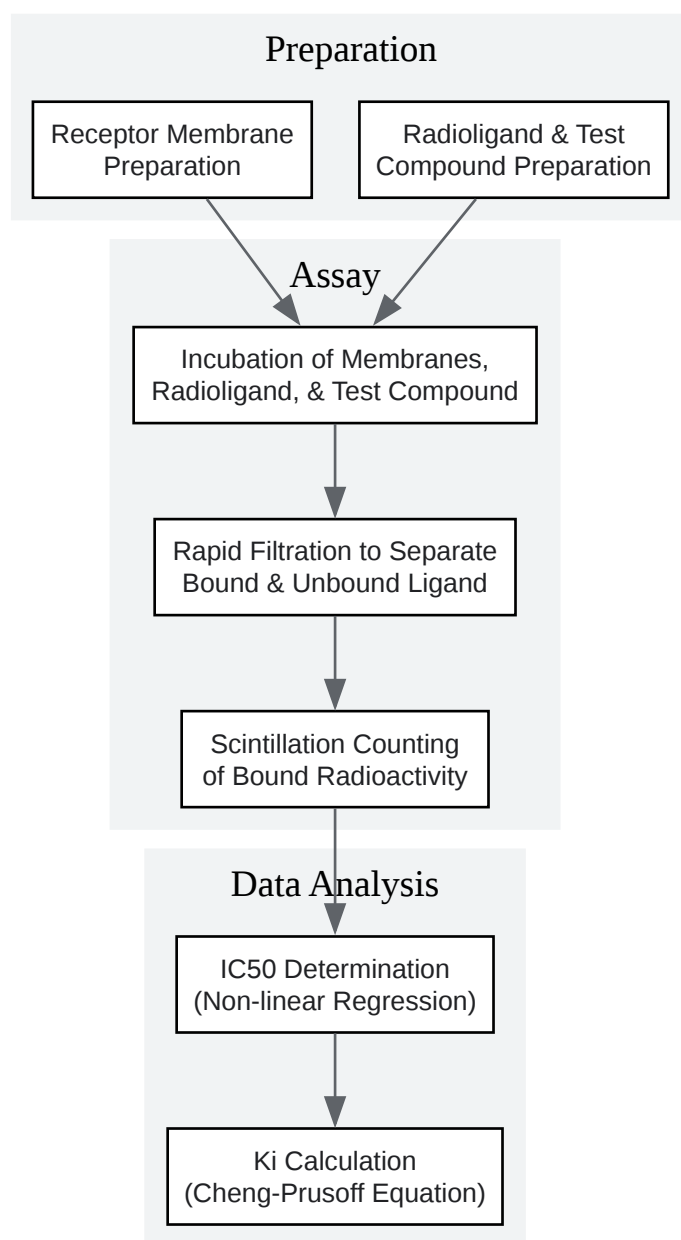 Preparation
Receptor Membrane
Preparation
Radioligand & Test
Compound Preparation
Assay
Incubation of Membranes,
Radioligand, & Test Compound
Rapid Filtration to Separate
Bound & Unbound Ligand
Scintillation Counting
of Bound Radioactivity
Data Analysis
IC50 Determination
(Non-linear Regression)
Ki Calculation
(Cheng-Prusoff Equation)